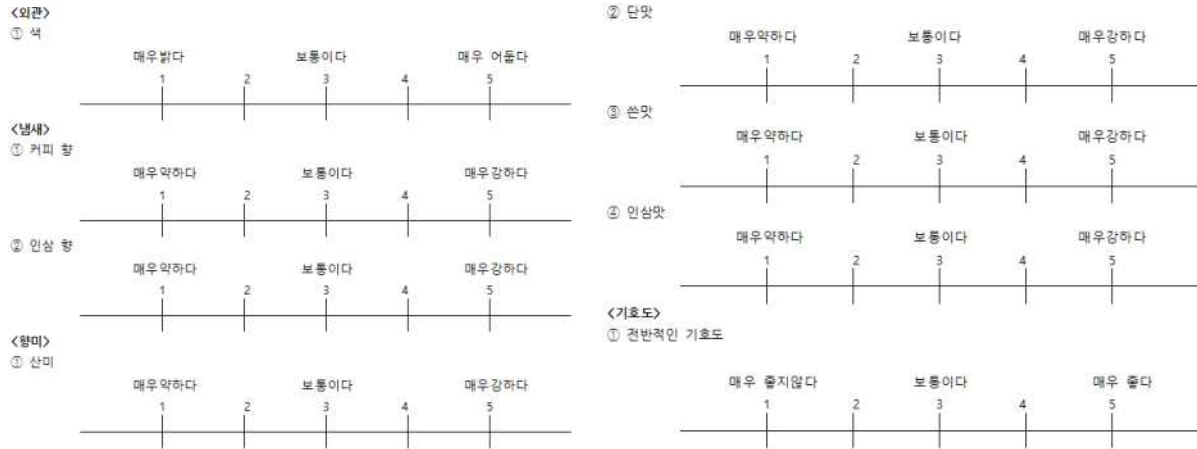 <외관>
① 색
매우밝다 보통이다 매우 어둡다
1 2 3 4 5
<냄새>
① 커피 향
매우약하다 보통이다 매우강하다
1 2 3 4 5
② 인삼 향
매우약하다 보통이다 매우강하다
1 2 3 4 5
<향미>
① 산미
매우약하다 보통이다 매우강하다
1 2 3 4 5
② 단맛
매우약하다 보통이다 매우강하다
1 2 3 4 5
③ 쓴맛
매우약하다 보통이다 매우강하다
1 2 3 4 5
④ 인삼맛
매우약하다 보통이다 매우강하다
1 2 3 4 5
<기호도>
① 전반적인 기호도
매우 좋지않다 보통이다 매우 좋다
1 2 3 4 5